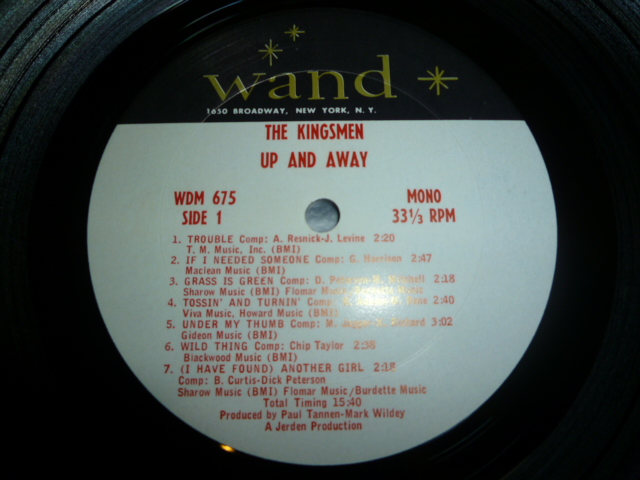 wand
1650 BROADWAY, NEW YORK, N. Y.
THE KINGSMEN
UP AND AWAY
WDM 675 MONO
SIDE 1 33⅓ RPM
1. TROUBLE Comp: A. Resnick-J. Levine 2:20
T. M. Music, Inc. (BMI)
2. IF I NEEDED SOMEONE Comp: G. Harrison 2:47
Maclean Music (BMI)
3. GRASS IS GREEN Comp: D. 2:18
Sharow Music (BMI) Flomar
4. TOSSIN' AND TURNIN' Comp: 2:40
Viva Music, Howard Music (BMI)
5. UNDER MY THUMB Comp: M. 3:02
Gideon Music (BMI)
6. WILD THING Comp: Chip Taylor 2:38
Blackwood Music (BMI)
7. (I HAVE FOUND) ANOTHER GIRL 2:18
Comp: B. Curtis-Dick Peterson
Sharow Music (BMI) Flomar Music/Burdette Music
Total Timing 15:40
Produced by Paul Tannen-Mark Wildey
A Jerden Production